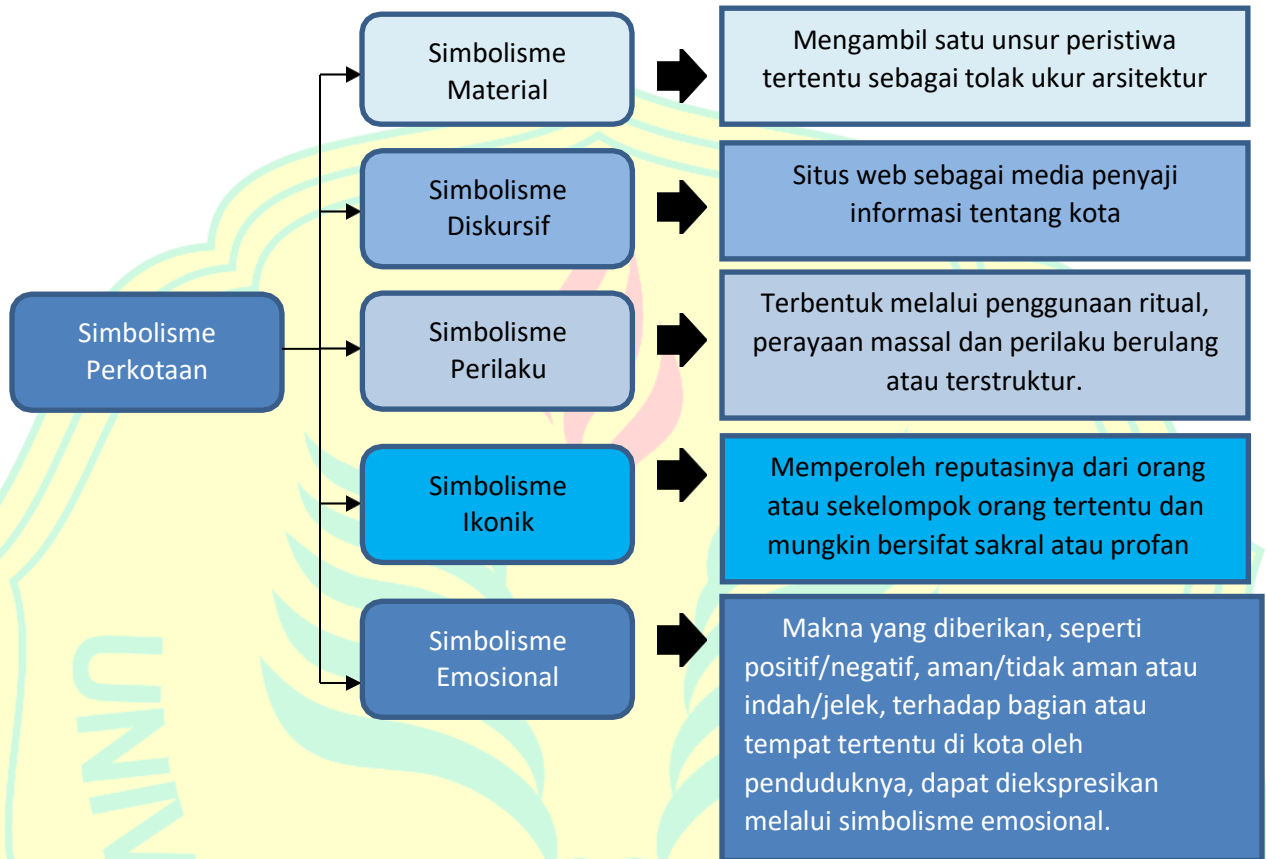 Simbolisme
Perkotaan
Simbolisme
Material
Mengambil satu unsur peristiwa
tertentu sebagai tolak ukur arsitektur
Simbolisme
Diskursif
Situs web sebagai media penyaji
informasi tentang kota
Simbolisme
Perilaku
Terbentuk melalui penggunaan ritual,
perayaan massal dan perilaku berulang
atau terstruktur.
Simbolisme
Ikonik
Memperoleh reputasinya dari orang
atau sekelompok orang tertentu dan
mungkin bersifat sakral atau profan
Simbolisme
Emosional
Makna yang diberikan, seperti
positif/negatif, aman/tidak aman atau
indah/jelek, terhadap bagian atau
tempat tertentu di kota oleh
penduduknya, dapat diekspresikan
melalui simbolisme emosional.
UNIV